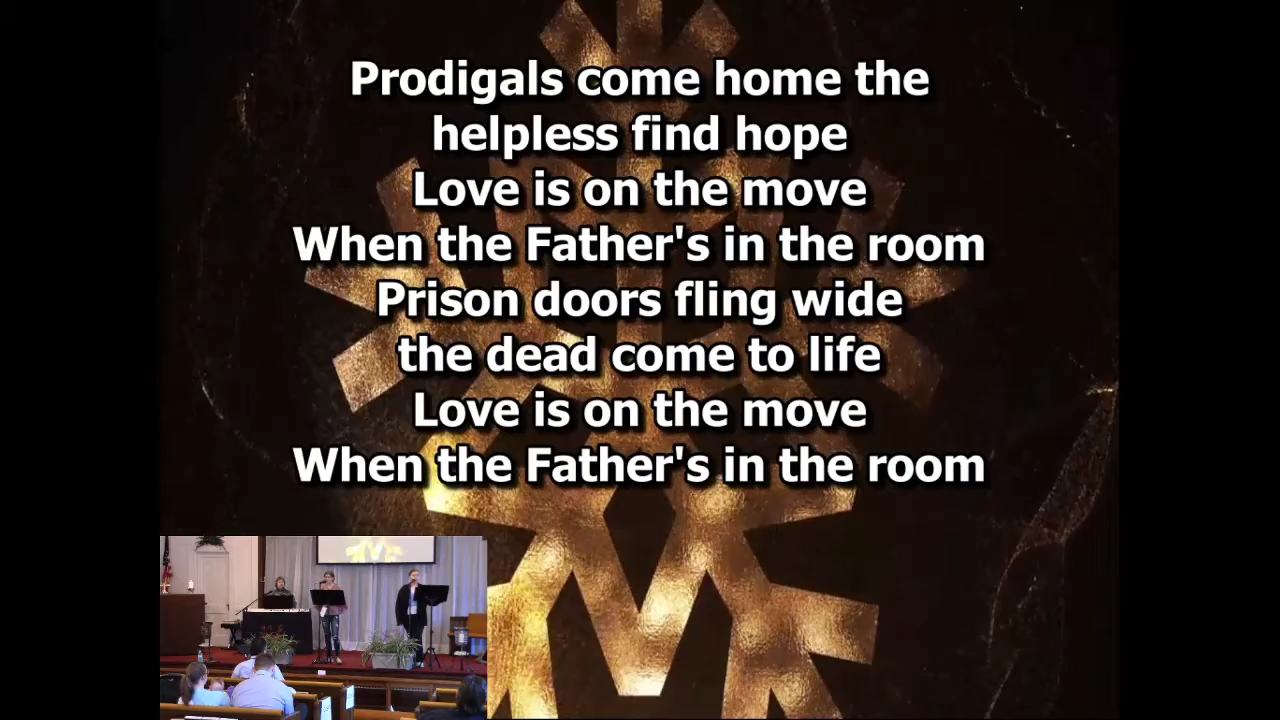 Prodigals come home the
helpless find hope
Love is on the move
When the Father's in the room
Prison doors fling wide
the dead come to life
Love is on the move
When the Father's in the room